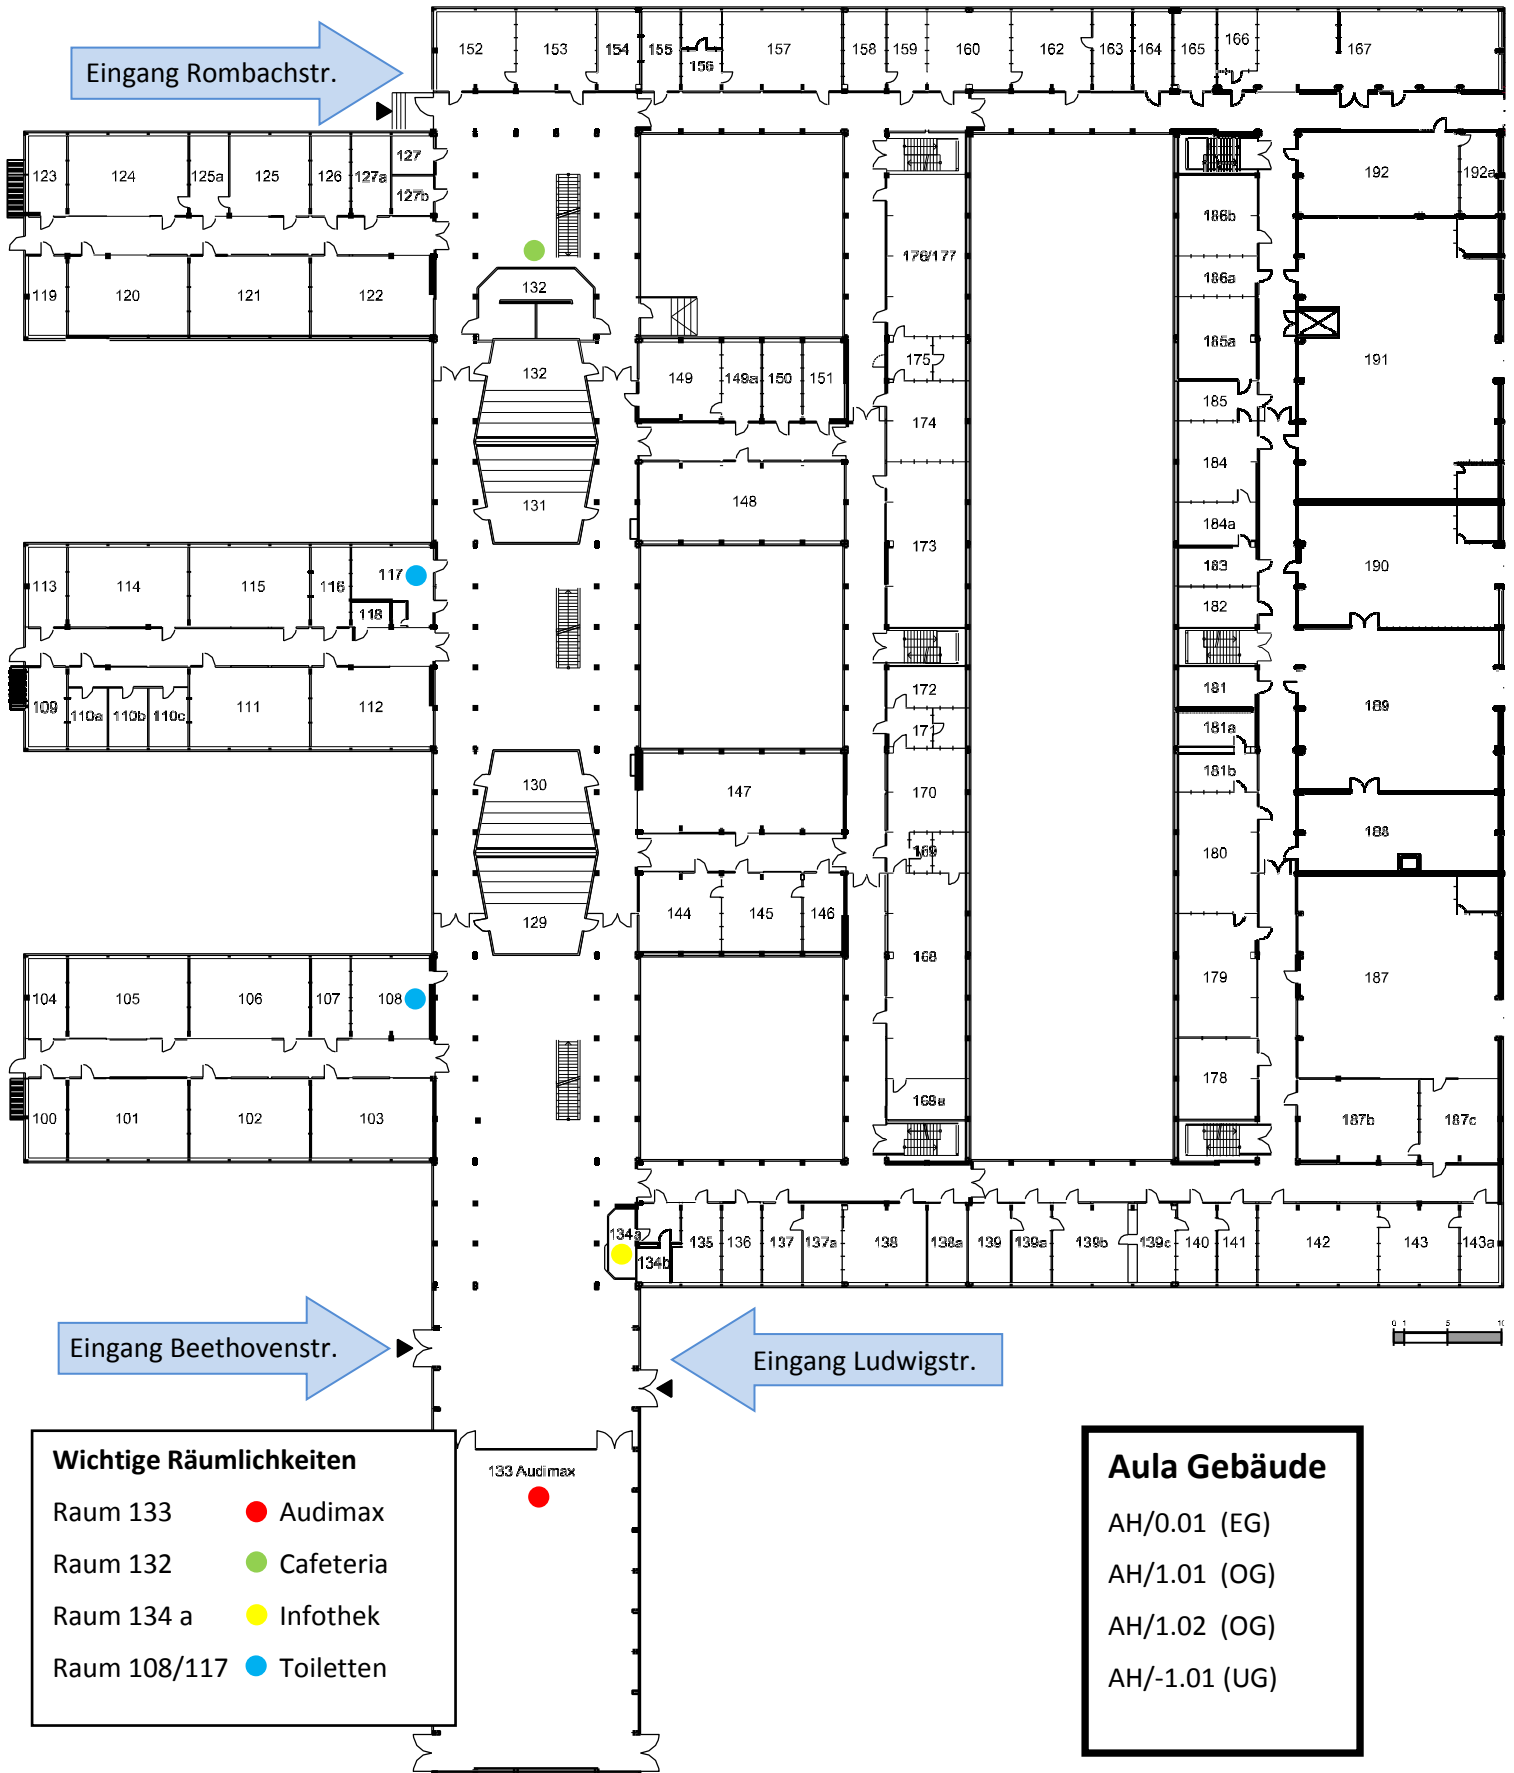 152 153 154 155 156 157 158 159 160 162 163 164 165 166 167
Eingang Rombachstr.
123 124 125a 125 126 127a 127
127b
192 192a
186b
176/177
119 120 121 122
132
186a
185a
191
175
132
149 149a 150 151
185
174
184
148
131
184a
173
190
183
113 114 115 116 117
118
182
172
181
109 110a 110b 110c 111 112
189
171
181a
181b
130
147
170
188
169
180
144 145 146
129
168
179
187
104 105 106 107 108
178
168a
100 101 102 103
187b 187c
134a
134b
135 136 137 137a 138 138a 139 139a 139b 139c 140 141 142 143 143a
0 1 5 10
Eingang Beethovenstr.
Eingang Ludwigstr.
133 Audimax
Wichtige Räumlichkeiten
Raum 133 Audimax
Raum 132 Cafeteria
Raum 134 a Infothek
Raum 108/117 Toiletten
Aula Gebäude
AH/0.01 (EG)
AH/1.01 (OG)
AH/1.02 (OG)
AH/-1.01 (UG)